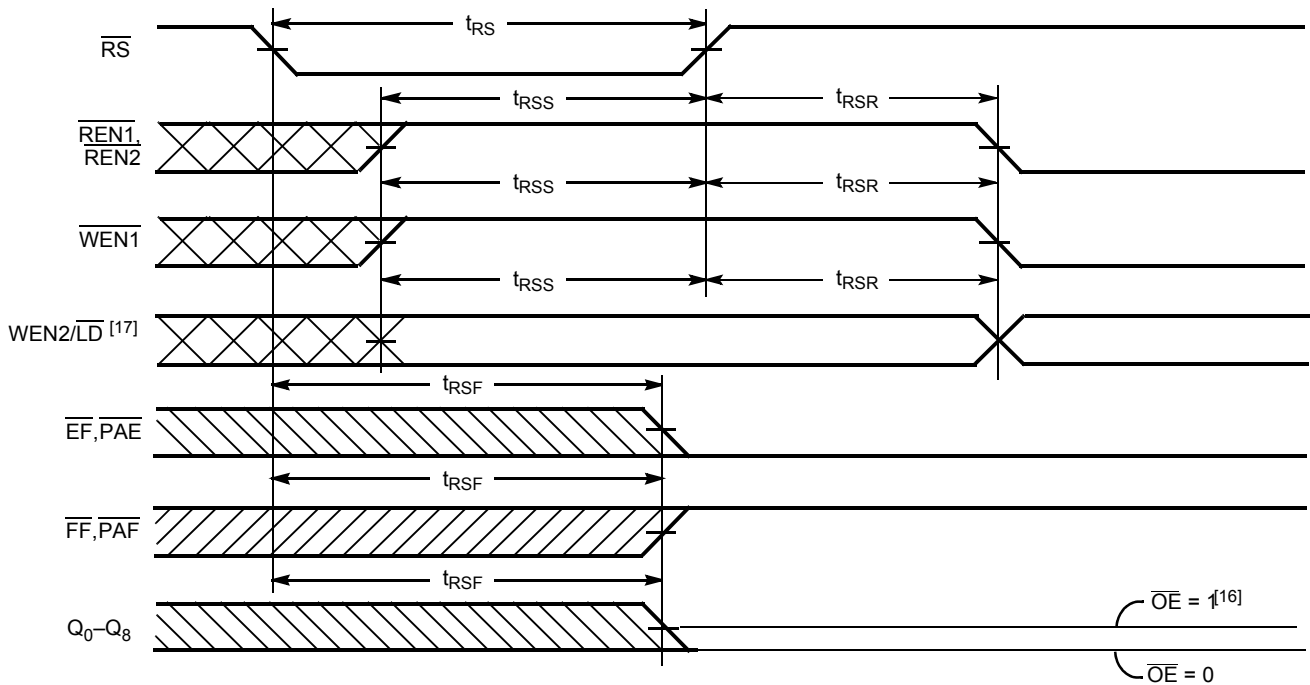 tRS
RS
tRSS
tRSR
REN1,
REN2
tRSS
tRSR
WEN1
tRSS
tRSR
WEN2/LD [17]
tRSF
EF,PAE
tRSF
FF,PAF
tRSF
OE = 1[16]
Q0–Q8
OE = 0